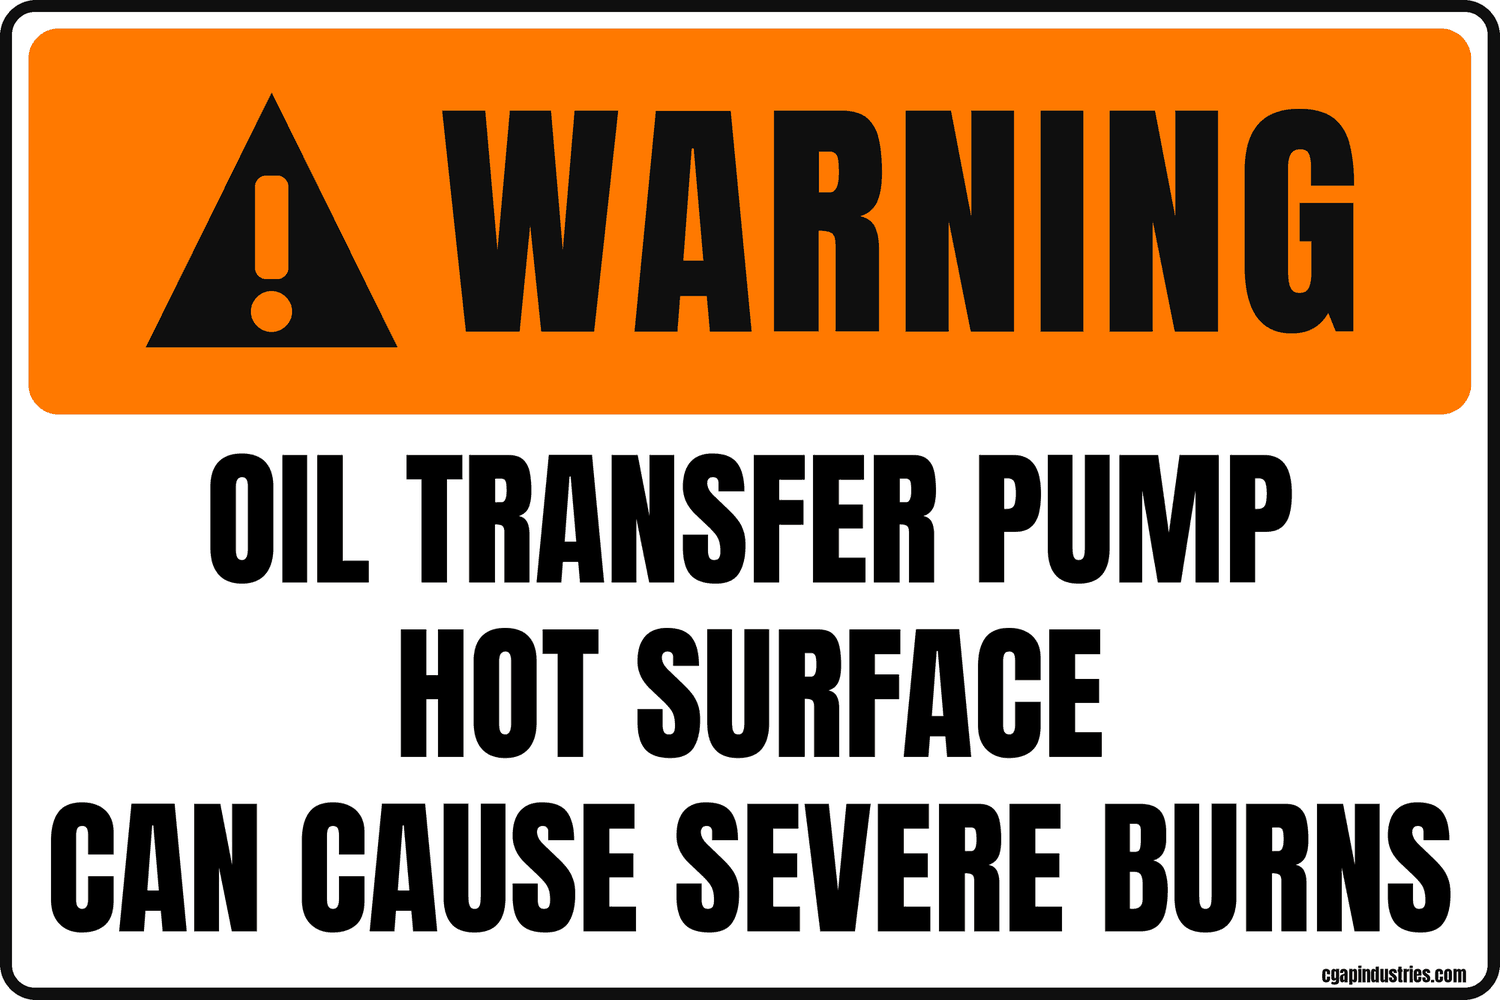 WARNING
OIL TRANSFER PUMP
HOT SURFACE
CAN CAUSE SEVERE BURNS
cgapindustries.com